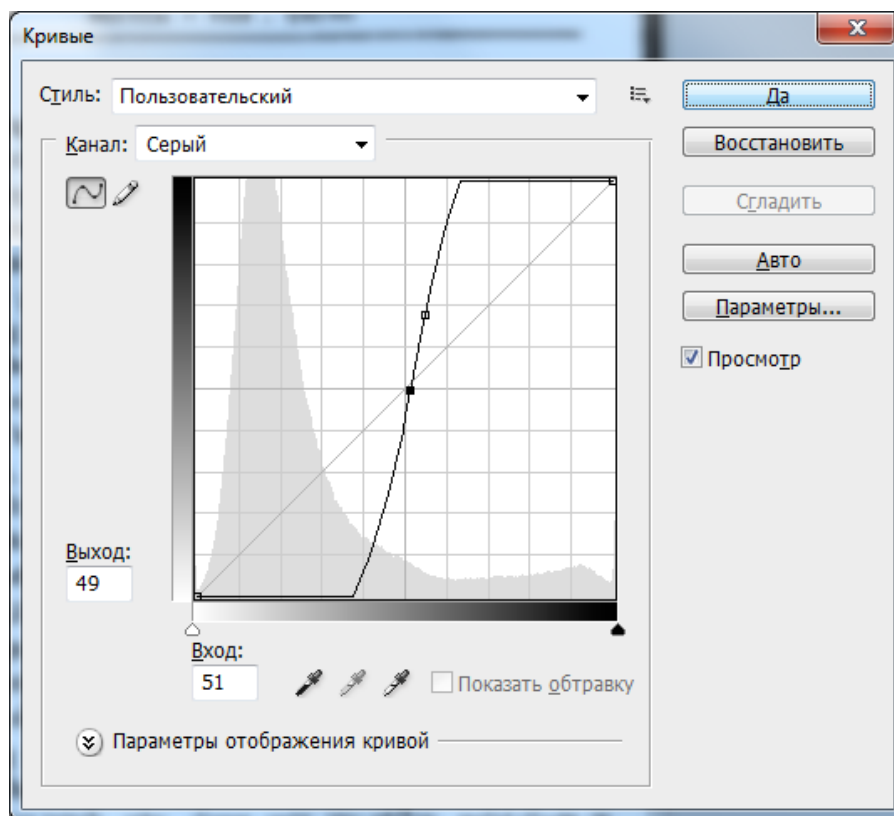 Кривые
Стиль: Пользовательский
Канал: Серый
Да
Восстановить
Сгладить
Авто
Параметры...
Просмотр
Выход:
49
Вход:
51
Показать обтравку
Параметры отображения кривой